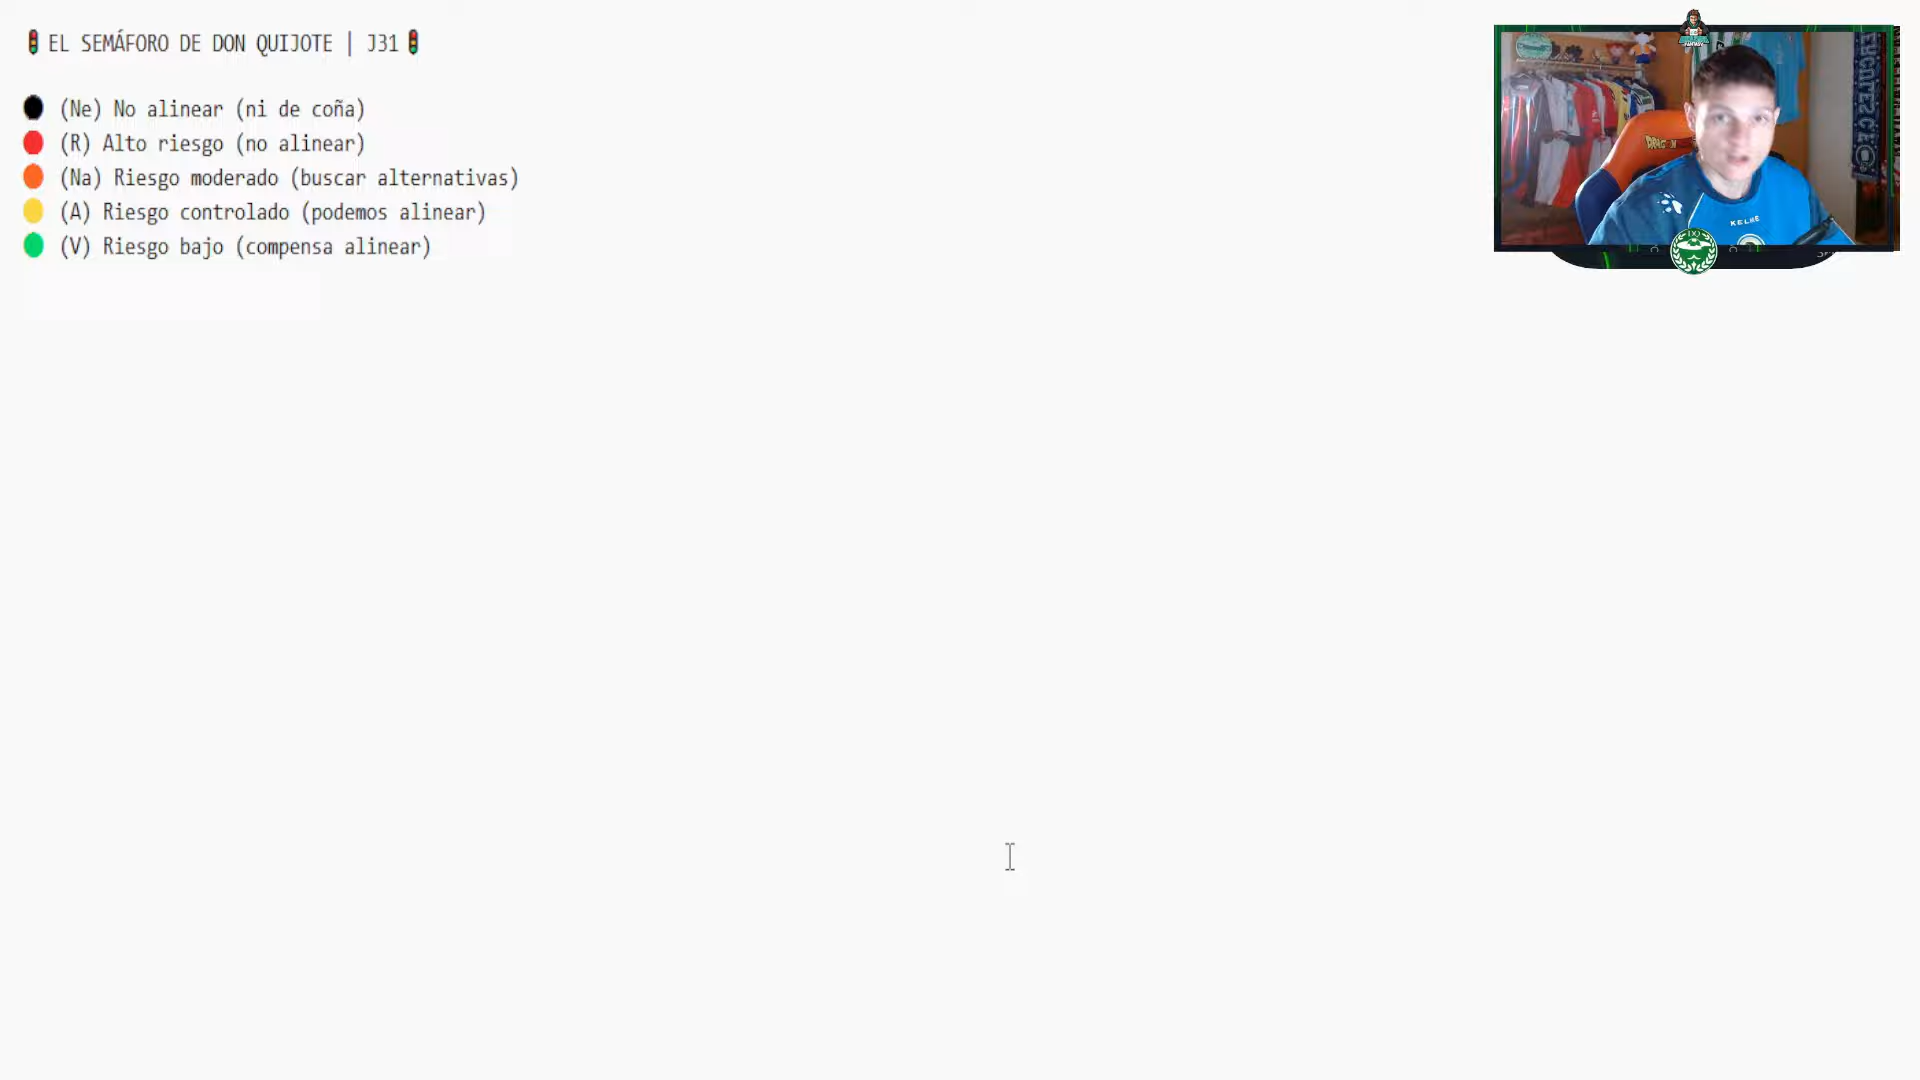 EL SEMÁFORO DE DON QUIJOTE | J31
(Ne) No alinear (ni de coña)
(R) Alto riesgo (no alinear)
(Na) Riesgo moderado (buscar alternativas)
(A) Riesgo controlado (podemos alinear)
(V) Riesgo bajo (compensa alinear)
KELME